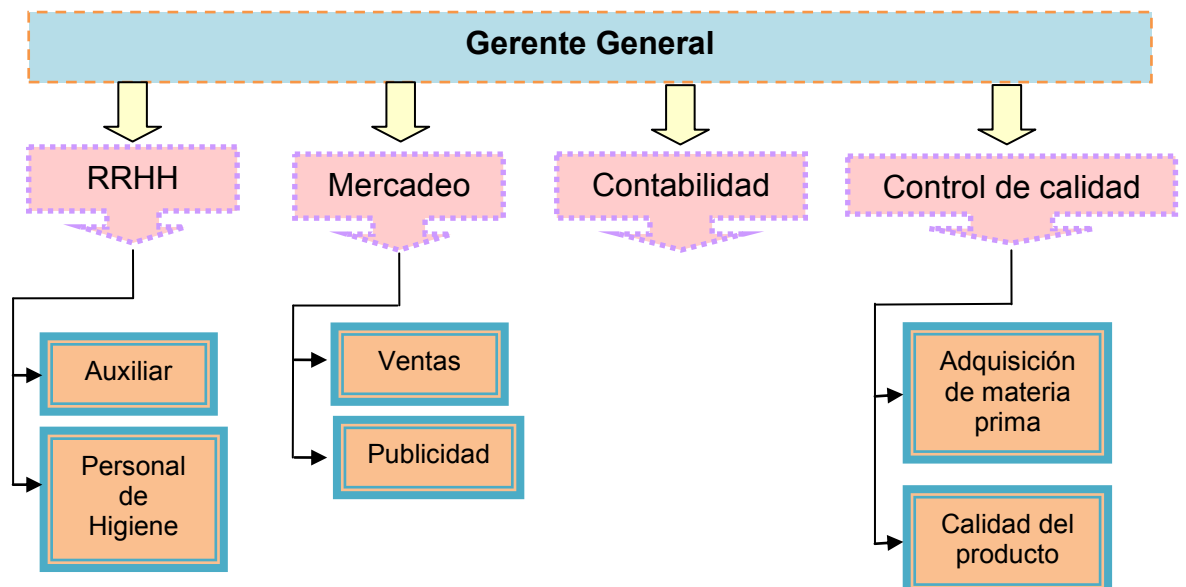 Gerente General
RRHH
Mercadeo
Contabilidad
Control de calidad
Auxiliar
Personal
de
Higiene
Ventas
Publicidad
Adquisición
de materia
prima
Calidad del
producto